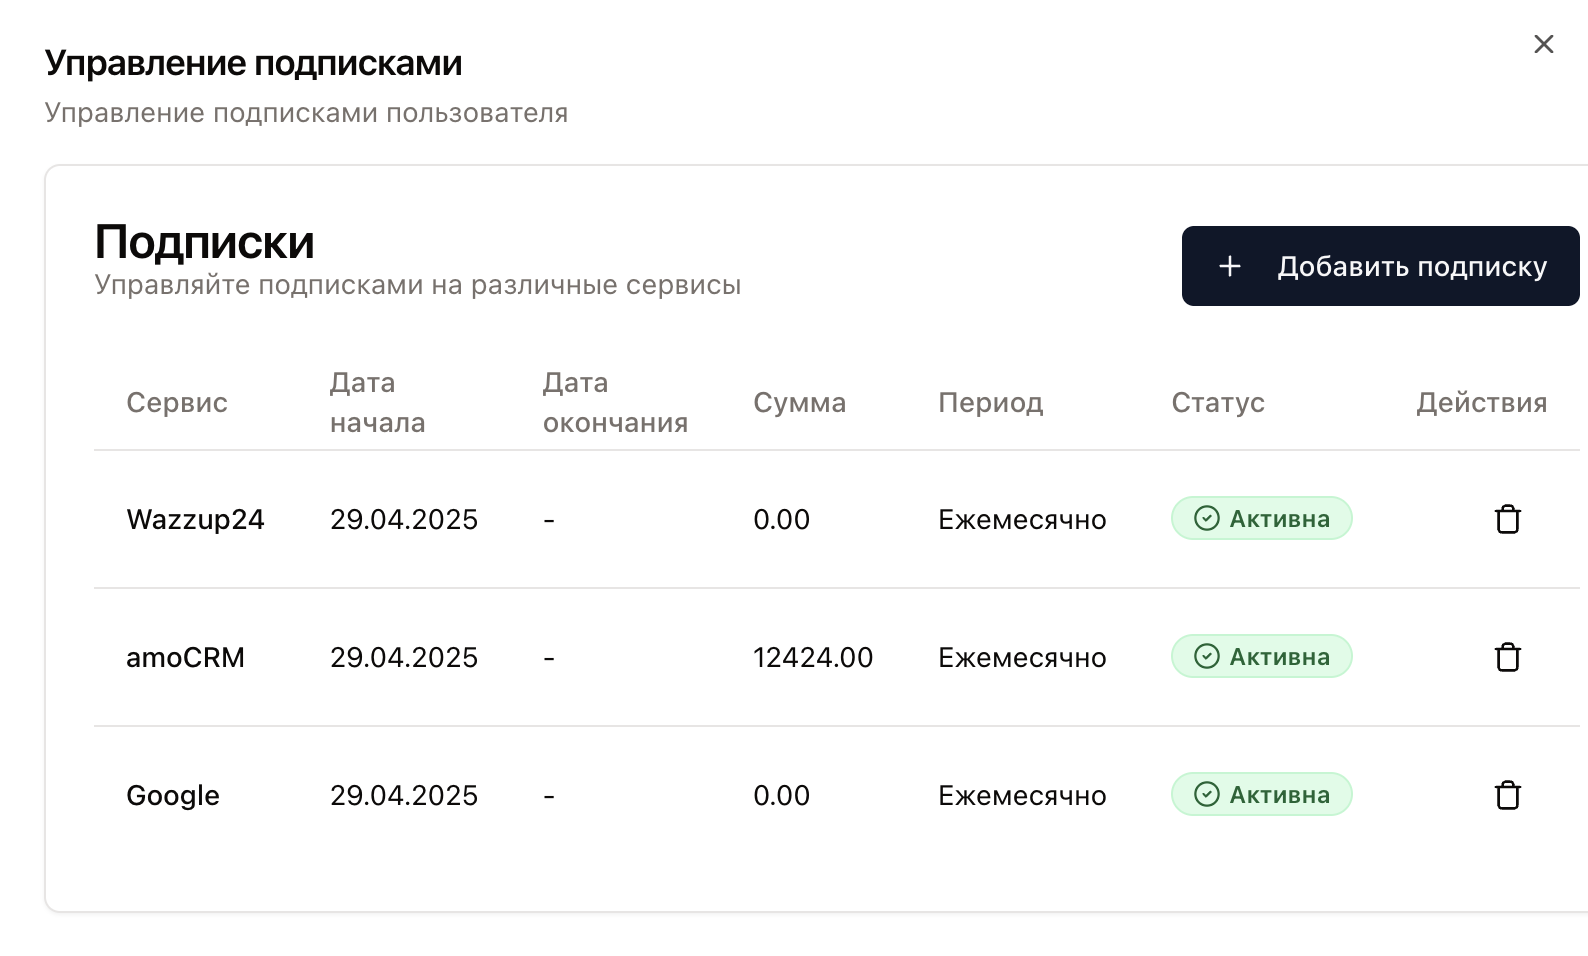 Управление подписками
Управление подписками пользователя
Подписки
Управляйте подписками на различные сервисы
Добавить подписку
Сервис Дата начала Дата окончания Сумма Период Статус Действия
Wazzup24 29.04.2025 - 0.00 Ежемесячно Активна
amoCRM 29.04.2025 - 12424.00 Ежемесячно Активна
Google 29.04.2025 - 0.00 Ежемесячно Активна